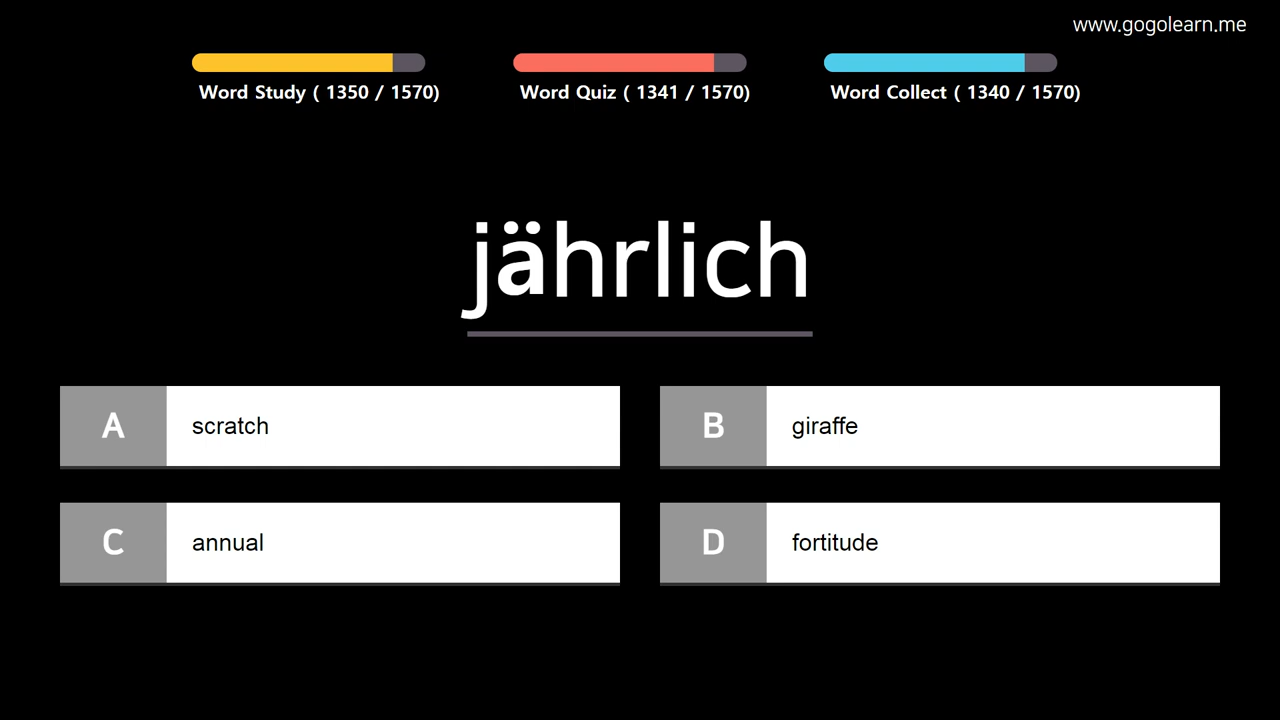 www.gogolearn.me
Word Study ( 1350 / 1570)
Word Quiz ( 1341 / 1570)
Word Collect ( 1340 / 1570)
jährlich
A scratch
B giraffe
C annual
D fortitude